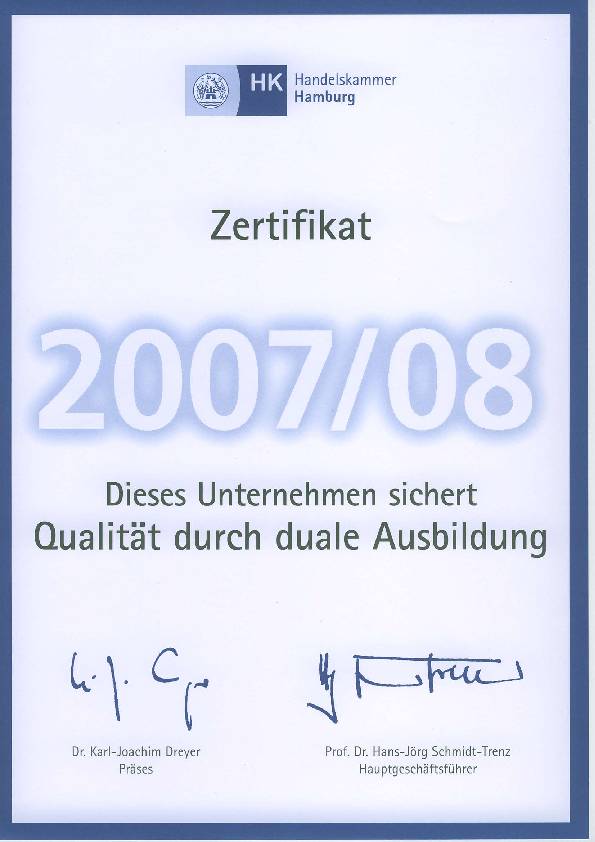 HK Handelskammer
Hamburg
Zertifikat
2007/08
Dieses Unternehmen sichert
Qualität durch duale Ausbildung
Dr. Karl-Joachim Dreyer
Präses
Prof. Dr. Hans-Jörg Schmidt-Trenz
Hauptgeschäftsführer